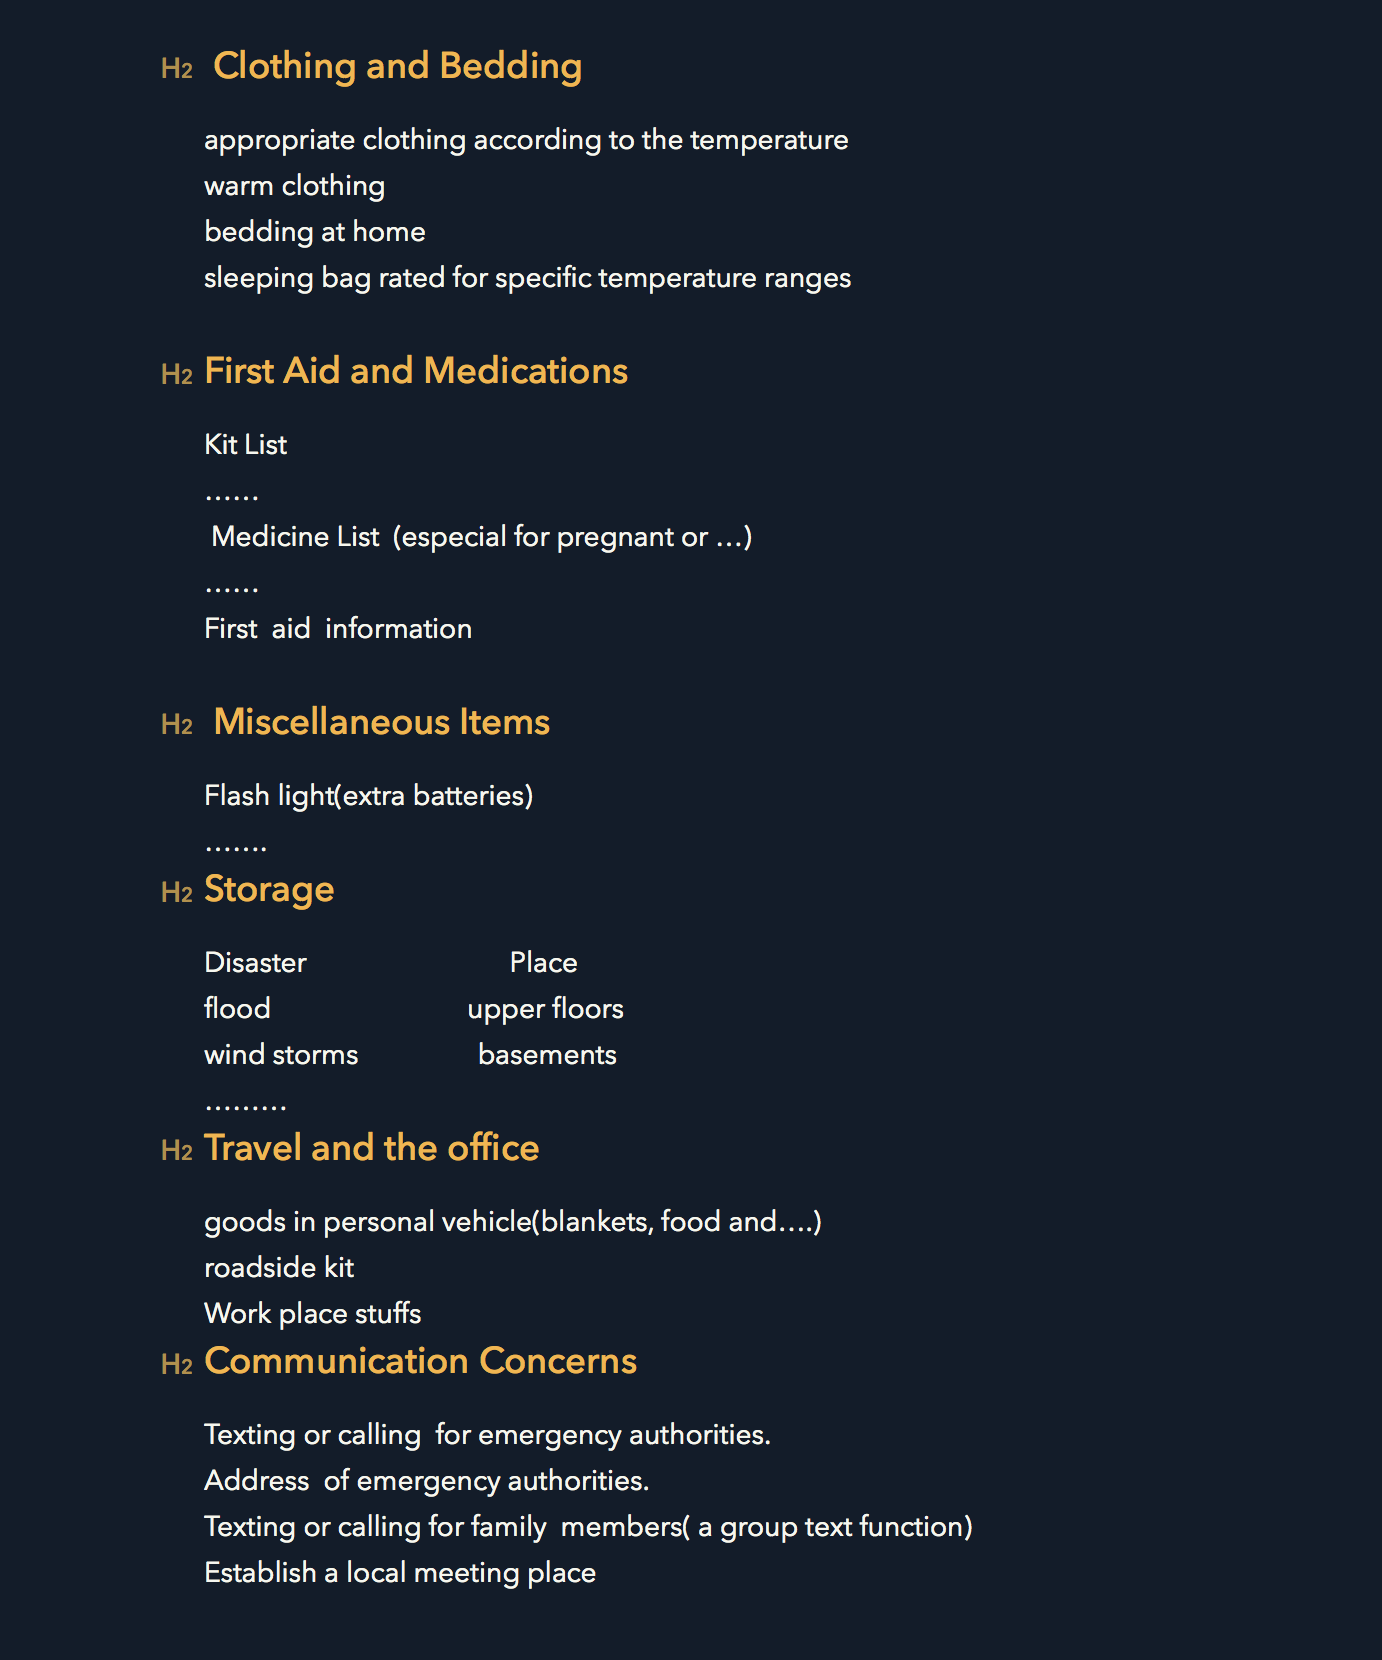 H2 Clothing and Bedding
appropriate clothing according to the temperature
warm clothing
bedding at home
sleeping bag rated for specific temperature ranges
H2 First Aid and Medications
Kit List
......
Medicine List (especial for pregnant or …)
......
First aid information
H2 Miscellaneous Items
Flash light(extra batteries)
.......
H2 Storage
Disaster Place
flood upper floors
wind storms basements
.........
H2 Travel and the office
goods in personal vehicle(blankets, food and….)
roadside kit
Work place stuffs
H2 Communication Concerns
Texting or calling for emergency authorities.
Address of emergency authorities.
Texting or calling for family members( a group text function)
Establish a local meeting place